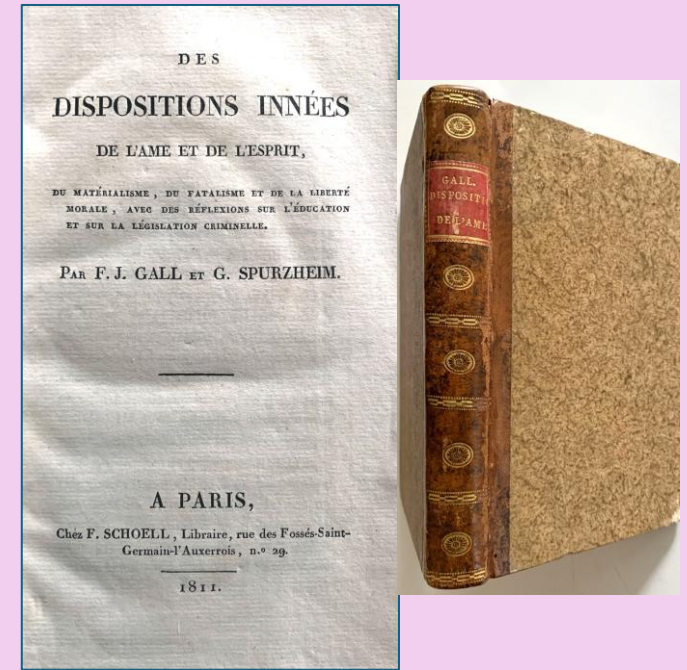 DES
DISPOSITIONS INNÉES
DE L'AME ET DE L'ESPRIT,
DU MATÉRIALISME, DU FATALISME ET DE LA LIBERTÉ
MORALE, AVEC DES RÉFLEXIONS SUR L'ÉDUCATION
ET SUR LA LÉGISLATION CRIMINELLE.
PAR F. J. GALL ET G. SPURZHEIM.
A PARIS,
Chéz F. SCHOELL, Libraire, rue des Fossés-Saint-
Germain-l'Auxerrois, n.º 29.
1811.
GALL.
DISPOSITI
DE L'AME